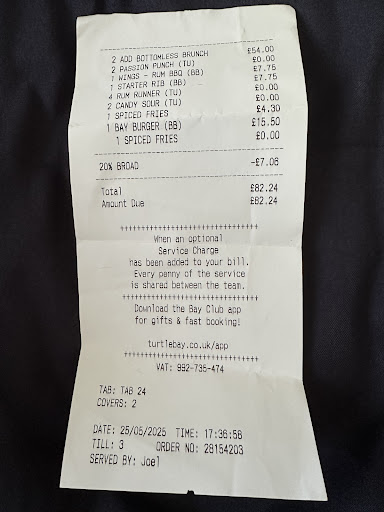 2 ADD BOTTOMLESS BRUNCH £54.00
2 PASSION PUNCH (TU) £0.00
1 WINGS - RUM BBQ (BB) £7.75
1 STARTER RIB (BB) £7.75
4 RUM RUNNER (TU) £0.00
2 CANDY SOUR (TU) £0.00
1 SPICED FRIES £4.30
1 BAY BURGER (BB) £15.50
1 SPICED FRIES £0.00
20% BROAD -£7.06
Total £82.24
Amount Due £82.24
++++++++++++++++++++++++++++++
When an optional
Service Charge
has been added to your bill.
Every penny of the service
is shared between the team.
++++++++++++++++++++++++++++++
Download the Bay Club app
for gifts & fast booking!
turtlebay.co.uk/app
++++++++++++++++++++++++++++++
VAT: 992-735-474
TAB: TAB 24
COVERS: 2
DATE: 25/05/2025 TIME: 17:36:56
TILL: 3 ORDER NO: 28154203
SERVED BY: Joel